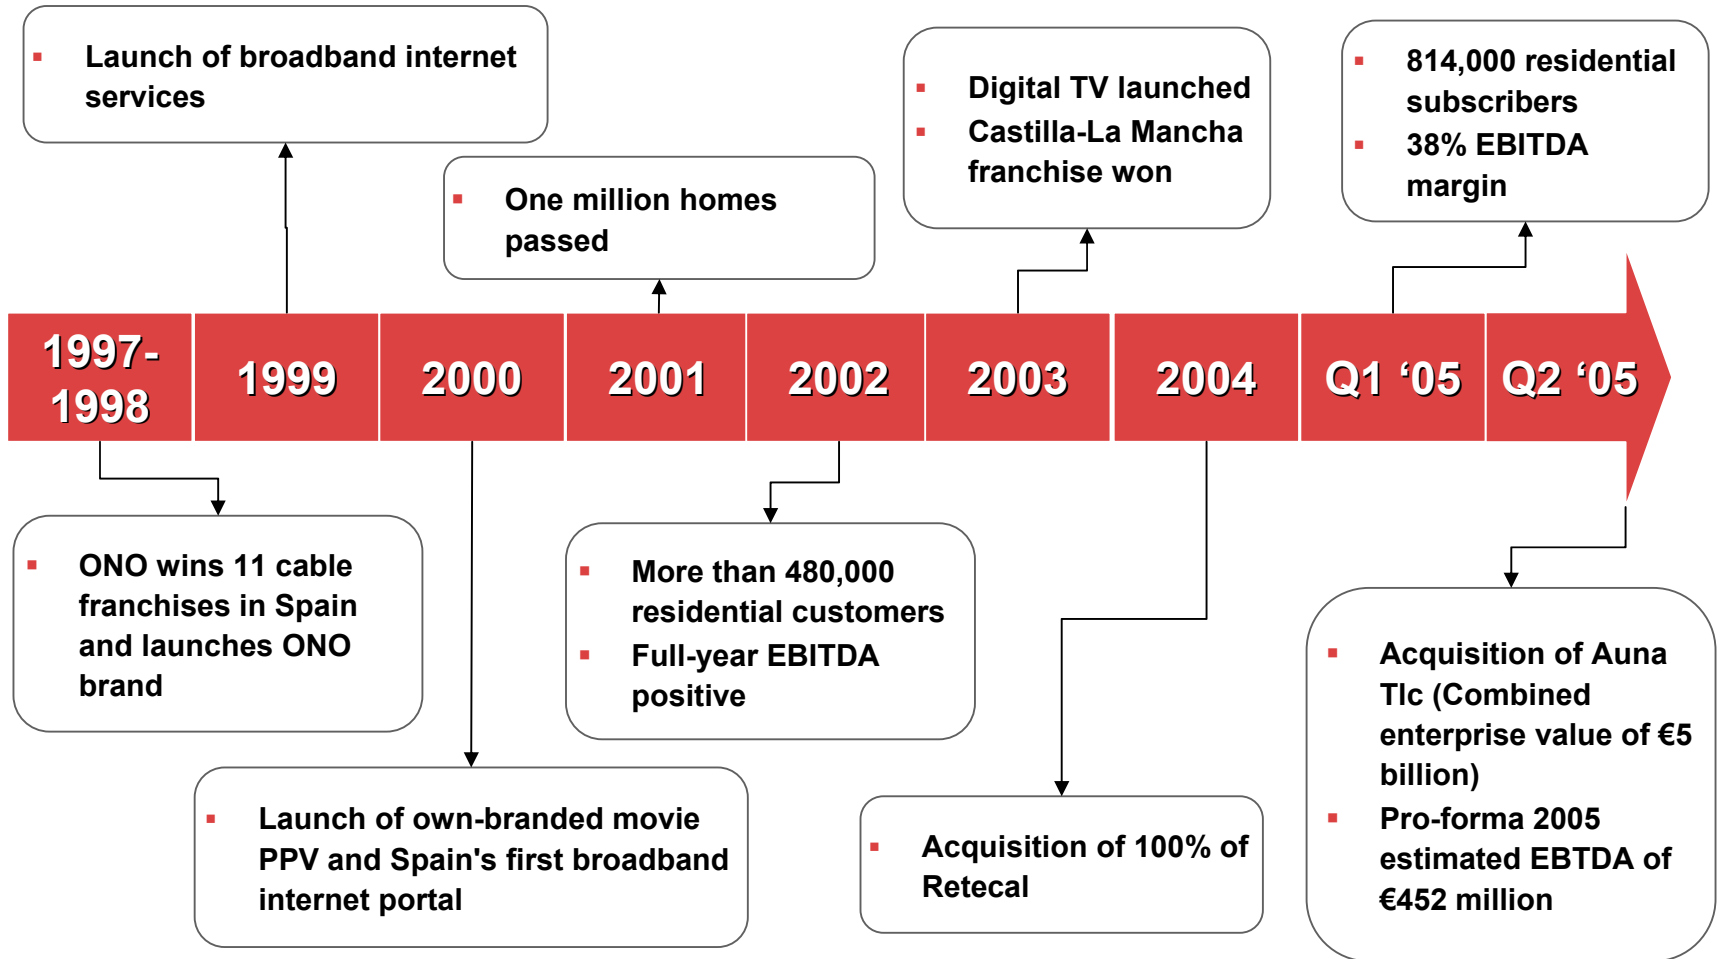 Launch of broadband internet
services
One million homes
passed
Digital TV launched
Castilla-La Mancha
franchise won
814,000 residential
subscribers
38% EBITDA
margin
1997-
1998
1999
2000
2001
2002
2003
2004
Q1 ‘05
Q2 ‘05
ONO wins 11 cable
franchises in Spain
and launches ONO
brand
Launch of own-branded movie
PPV and Spain's first broadband
internet portal
More than 480,000
residential customers
Full-year EBITDA
positive
Acquisition of 100% of
Retecal
Acquisition of Auna
Tlc (Combined
enterprise value of €5
billion)
Pro-forma 2005
estimated EBTDA of
€452 million